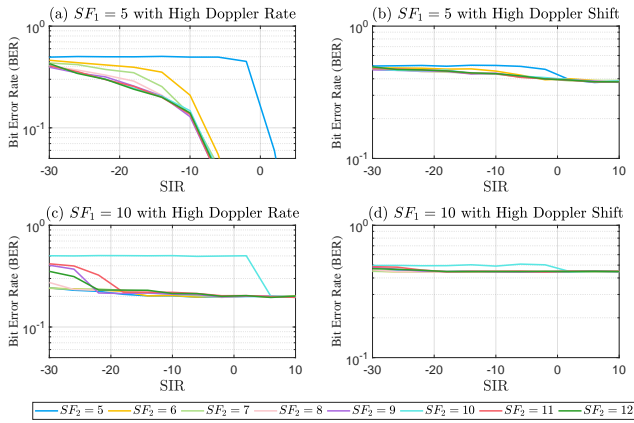 (a) SF₁ = 5 with High Doppler Rate
Bit Error Rate (BER)
10⁰
10⁻¹
-30 -20 -10 0
SIR
(b) SF₁ = 5 with High Doppler Shift
Bit Error Rate (BER)
10⁰
10⁻¹
-30 -20 -10 0 10
SIR
(c) SF₁ = 10 with High Doppler Rate
Bit Error Rate (BER)
10⁰
10⁻¹
-30 -20 -10 0 10
SIR
(d) SF₁ = 10 with High Doppler Shift
Bit Error Rate (BER)
10⁰
10⁻¹
-30 -20 -10 0 10
SIR
SF₂ = 5 SF₂ = 6 SF₂ = 7 SF₂ = 8 SF₂ = 9 SF₂ = 10 SF₂ = 11 SF₂ = 12